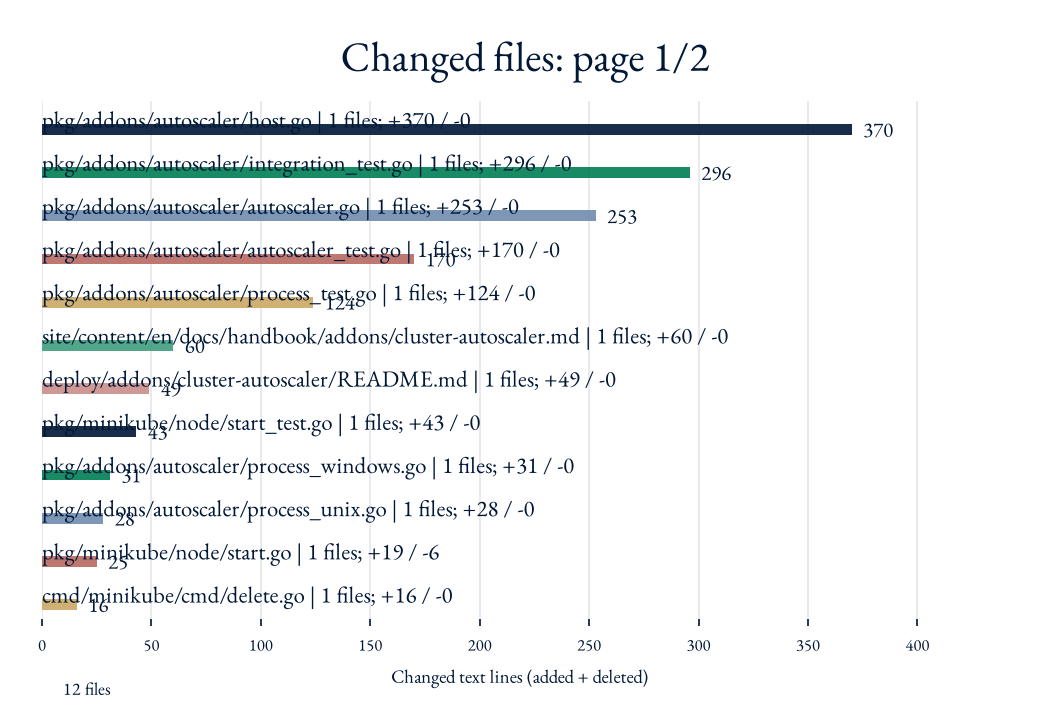 Changed files: page 1/2
pkg/addons/autoscaler/host.go | 1 files; +370 / -0
370
pkg/addons/autoscaler/integration_test.go | 1 files; +296 / -0
296
pkg/addons/autoscaler/autoscaler.go | 1 files; +253 / -0
253
pkg/addons/autoscaler/autoscaler_test.go | 1 files; +170 / -0
170
pkg/addons/autoscaler/process_test.go | 1 files; +124 / -0
124
site/content/en/docs/handbook/addons/cluster-autoscaler.md | 1 files; +60 / -0
60
deploy/addons/cluster-autoscaler/README.md | 1 files; +49 / -0
49
pkg/minikube/node/start_test.go | 1 files; +43 / -0
43
pkg/addons/autoscaler/process_windows.go | 1 files; +31 / -0
31
pkg/addons/autoscaler/process_unix.go | 1 files; +28 / -0
28
pkg/minikube/node/start.go | 1 files; +19 / -6
25
cmd/minikube/cmd/delete.go | 1 files; +16 / -0
16
0 50 100 150 200 250 300 350 400
Changed text lines (added + deleted)
12 files